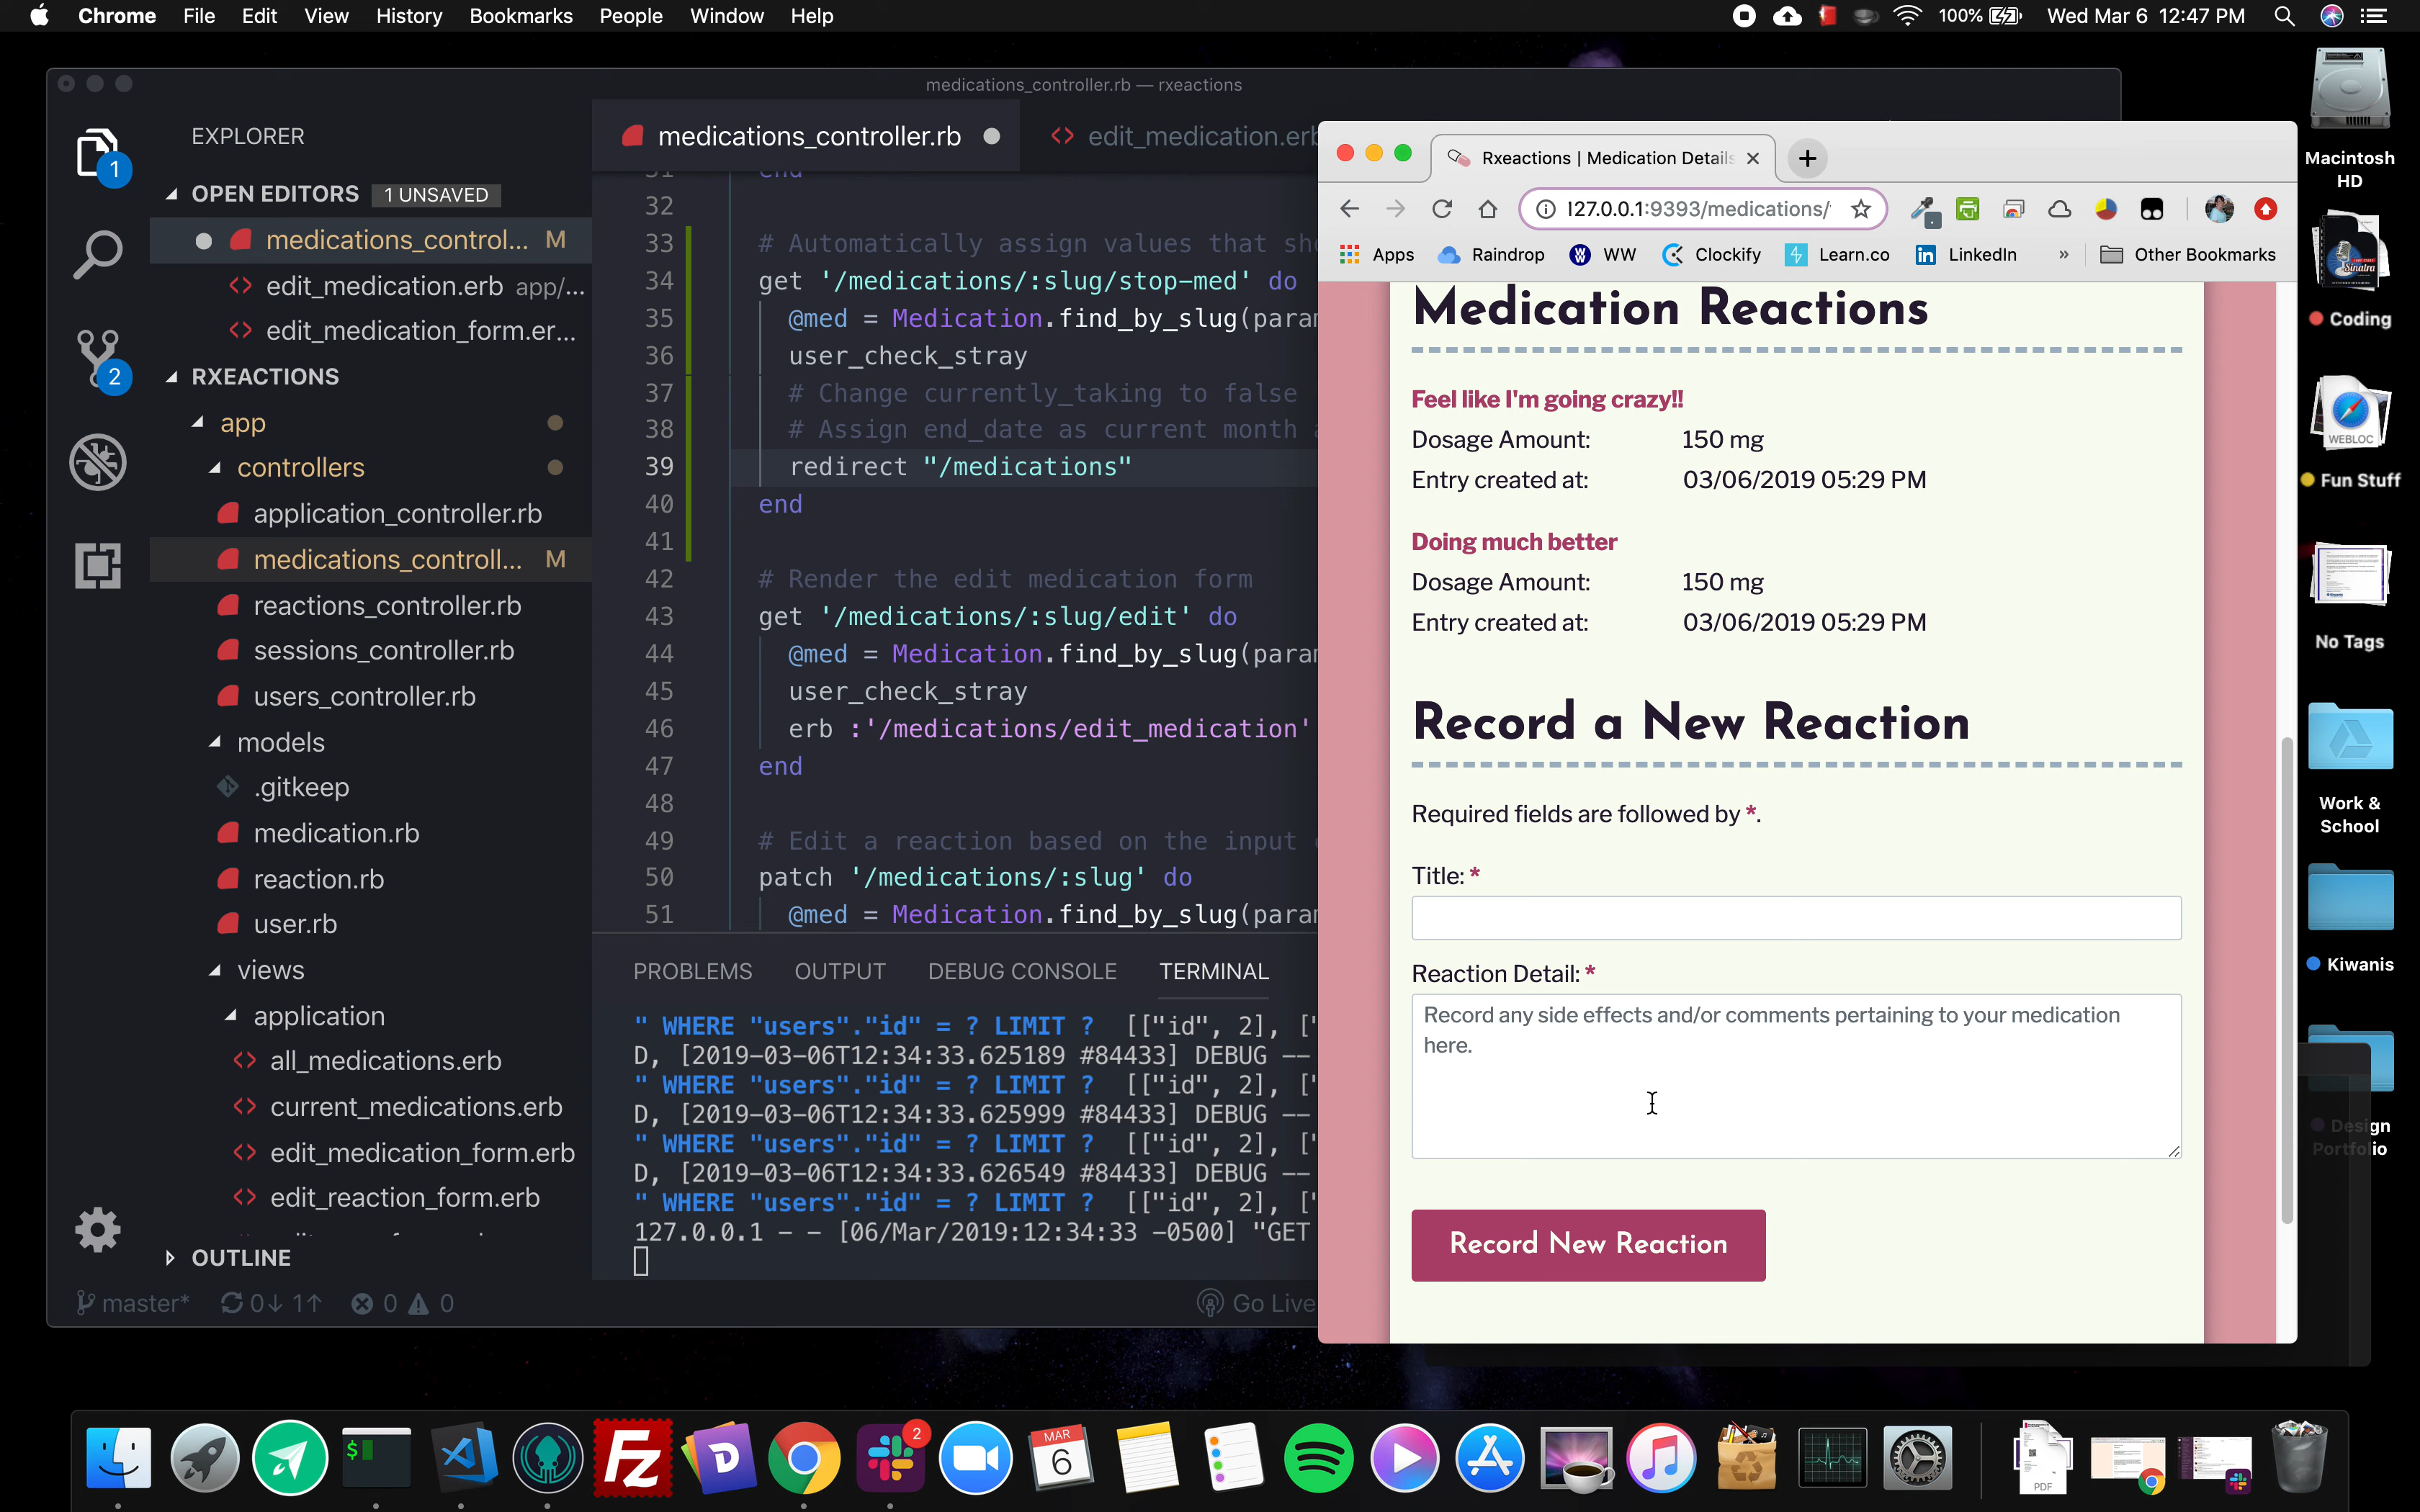 Chrome File Edit View History Bookmarks People Window Help
100% Wed Mar 6 12:47 PM
medications_controller.rb — rxeactions
EXPLORER
1
OPEN EDITORS 1 UNSAVED
medications_control... M
edit_medication.erb app/...
edit_medication_form.er...
2
RXEACTIONS
app
controllers
application_controller.rb
medications_controll... M
reactions_controller.rb
sessions_controller.rb
users_controller.rb
models
.gitkeep
medication.rb
reaction.rb
user.rb
views
application
all_medications.erb
current_medications.erb
edit_medication_form.erb
edit_reaction_form.erb
OUTLINE
master* 0↓ 1↑ 0 0
Go Live
medications_controller.rb
edit_medication.erb
31 end
32
33 # Automatically assign values that
34 get '/medications/:slug/stop-med' do
35 @med = Medication.find_by_slug(
36 user_check_stray
37 # Change currently_taking to false
38 # Assign end_date as current month
39 redirect "/medications"
40 end
41
42 # Render the edit medication form
43 get '/medications/:slug/edit' do
44 @med = Medication.find_by_slug(
45 user_check_stray
46 erb :'/medications/edit_medication'
47 end
48
49 # Edit a reaction based on the input
50 patch '/medications/:slug' do
51 @med = Medication.find_by_slug(
PROBLEMS OUTPUT DEBUG CONSOLE TERMINAL
" WHERE "users"."id" = ? LIMIT ? [["id", 2], ["
D, [2019-03-06T12:34:33.625189 #84433] DEBUG --
" WHERE "users"."id" = ? LIMIT ? [["id", 2], ["
D, [2019-03-06T12:34:33.625999 #84433] DEBUG --
" WHERE "users"."id" = ? LIMIT ? [["id", 2], ["
D, [2019-03-06T12:34:33.626549 #84433] DEBUG --
" WHERE "users"."id" = ? LIMIT ? [["id", 2], ["
127.0.0.1 - - [06/Mar/2019:12:34:33 -0500] "GET
Rxeactions | Medication Details
127.0.0.1:9393/medications/
Apps Raindrop WW Clockify Learn.co LinkedIn » Other Bookmarks
Medication Reactions
Feel like I'm going crazy!!
Dosage Amount: 150 mg
Entry created at: 03/06/2019 05:29 PM
Doing much better
Dosage Amount: 150 mg
Entry created at: 03/06/2019 05:29 PM
Record a New Reaction
Required fields are followed by *.
Title: *
Reaction Detail: *
Record any side effects and/or comments pertaining to your medication
here.
Record New Reaction
Macintosh
HD
Sinatra
Coding
WEBLOC
Fun Stuff
No Tags
Work &
School
Kiwanis
Design
Portfolio
$
FZ
D
2
MAR
6
PDF